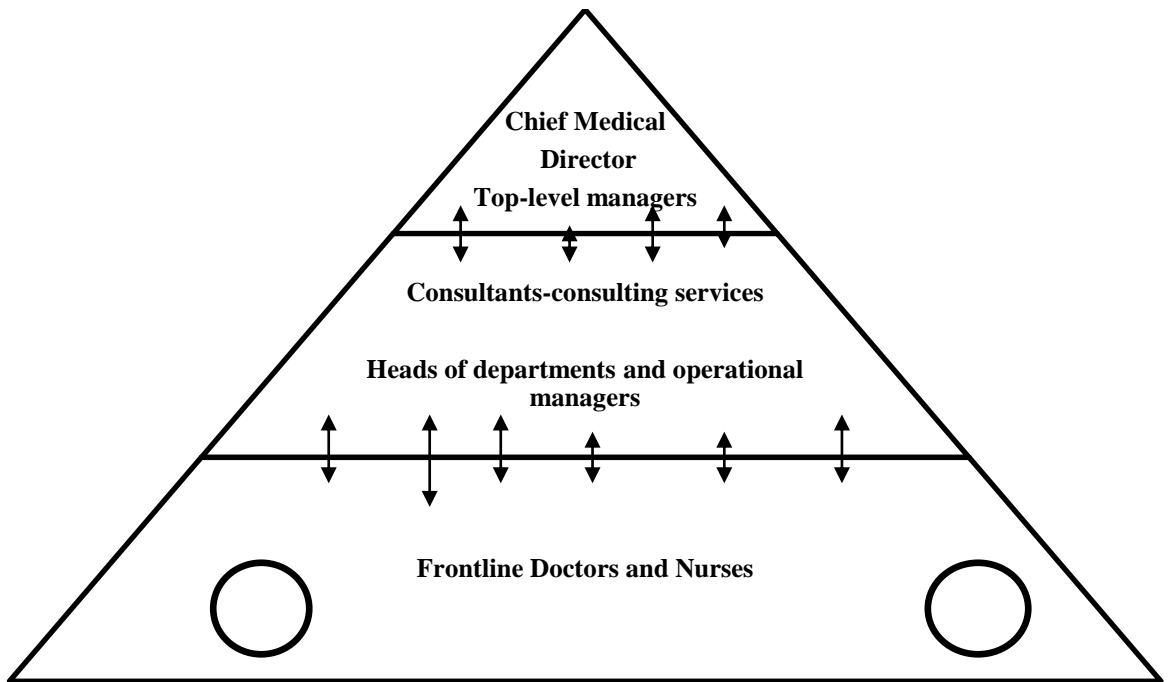 Chief Medical
Director
Top-level managers
Consultants-consulting services
Heads of departments and operational
managers
Frontline Doctors and Nurses